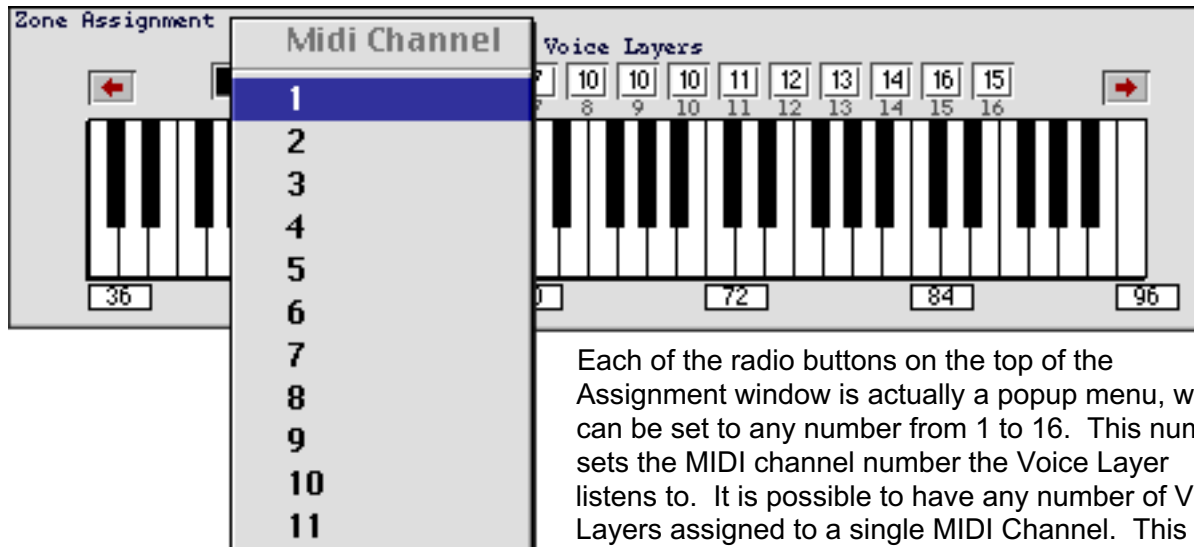 Zone Assignment
Midi Channel
Voice Layers
7 10 10 10 11 12 13 14 16 15
7 8 9 10 11 12 13 14 15 16
1
2
3
4
5
6
7
8
9
10
11
36 72 84 96
Each of the radio buttons on the top of the
Assignment window is actually a popup menu,
can be set to any number from 1 to 16. This
sets the MIDI channel number the Voice Layer
listens to. It is possible to have any number of
Layers assigned to a single MIDI Channel. This